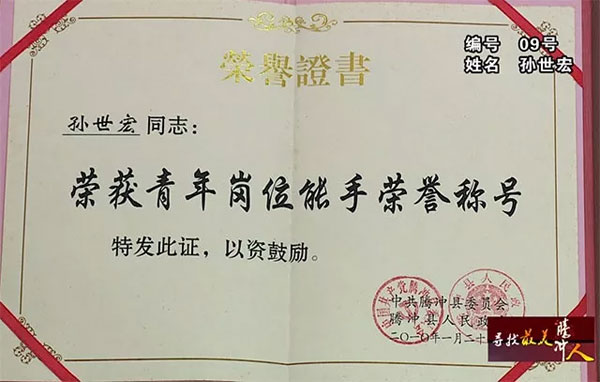 编号 09号
姓名 孙世宏
榮譽證書
孙世宏 同志：
荣获青年岗位能手荣誉称号
特发此证，以资鼓励。
中共腾冲县委员会
腾冲县人民政
二〇一〇年一月二十
寻找最美腾冲人